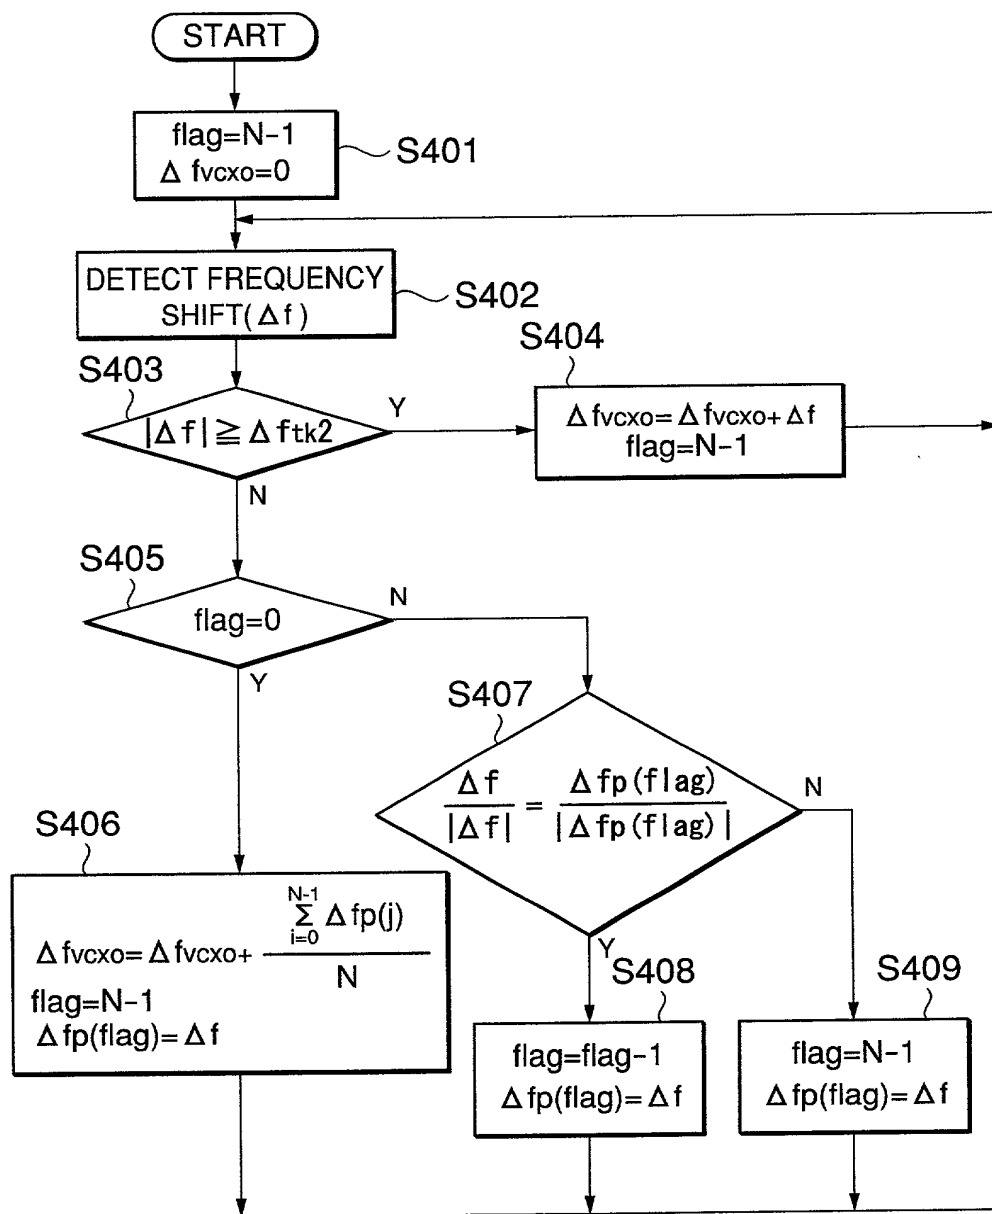 START
flag=N-1
Δfvcxo=0
S401
DETECT FREQUENCY
SHIFT(Δf)
S402
S403
|Δf|≧Δftk2
Y
N
S404
Δfvcxo=Δfvcxo+Δf
flag=N-1
S405
flag=0
N
Y
S407
Δf/|Δf| = Δfp(flag)/|Δfp(flag)|
N
Y
S406
N-1
Δfvcxo=Δfvcxo+ Σ Δfp(j)
i=0
N
flag=N-1
Δfp(flag)=Δf
S408
flag=flag-1
Δfp(flag)=Δf
S409
flag=N-1
Δfp(flag)=Δf